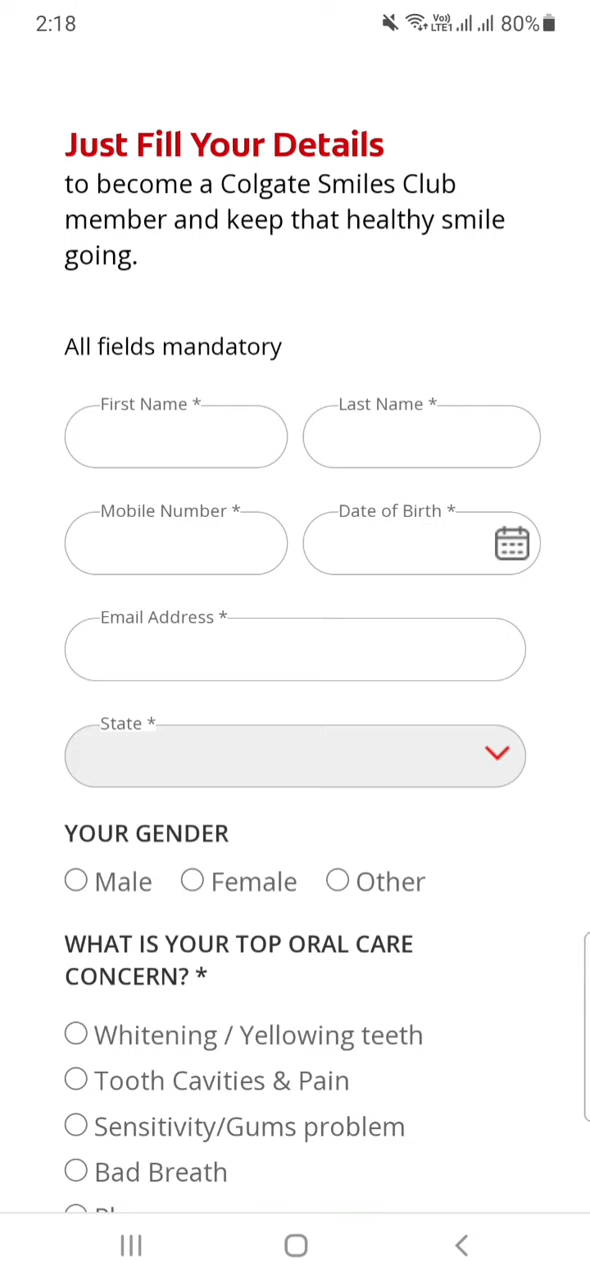 2:18 Vo)) LTE1 80%
Just Fill Your Details
to become a Colgate Smiles Club
member and keep that healthy smile
going.
All fields mandatory
First Name * Last Name *
Mobile Number * Date of Birth *
Email Address *
State *
YOUR GENDER
Male Female Other
WHAT IS YOUR TOP ORAL CARE
CONCERN? *
Whitening / Yellowing teeth
Tooth Cavities & Pain
Sensitivity/Gums problem
Bad Breath